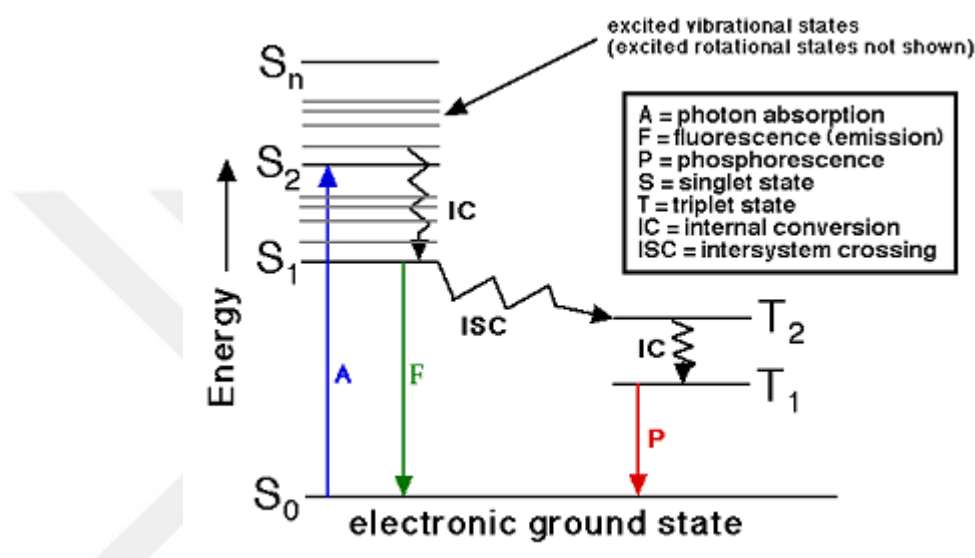 excited vibrational states
(excited rotational states not shown)
Sn
A = photon absorption
F = fluorescence (emission)
P = phosphorescence
S = singlet state
T = triplet state
IC = internal conversion
ISC = intersystem crossing
S2
IC
S1
ISC
T2
IC
T1
Energy
A
F
P
S0
electronic ground state